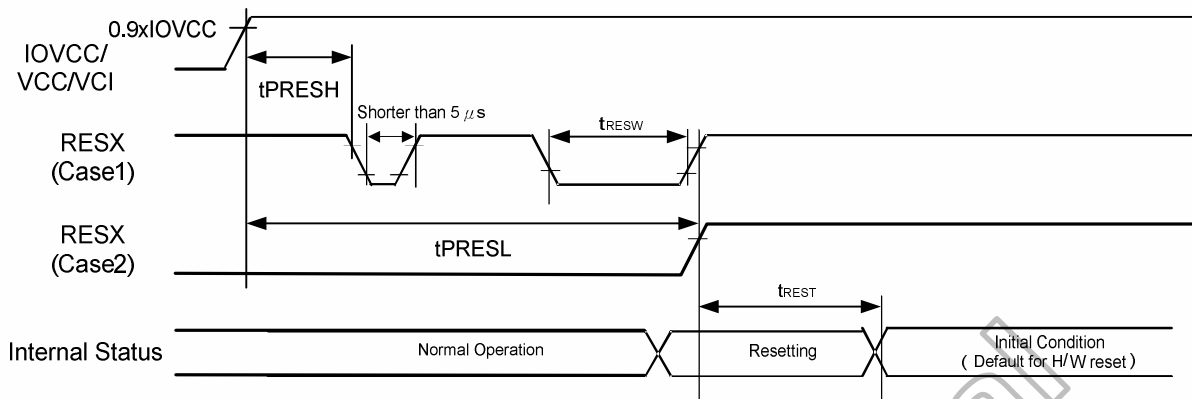 0.9xIOVCC
IOVCC/
VCC/VCI
tPRESH
Shorter than 5 μs
RESX
(Case1)
tRESW
RESX
(Case2)
tPRESL
tREST
Internal Status
Normal Operation
Resetting
Initial Condition
( Default for H/W reset )